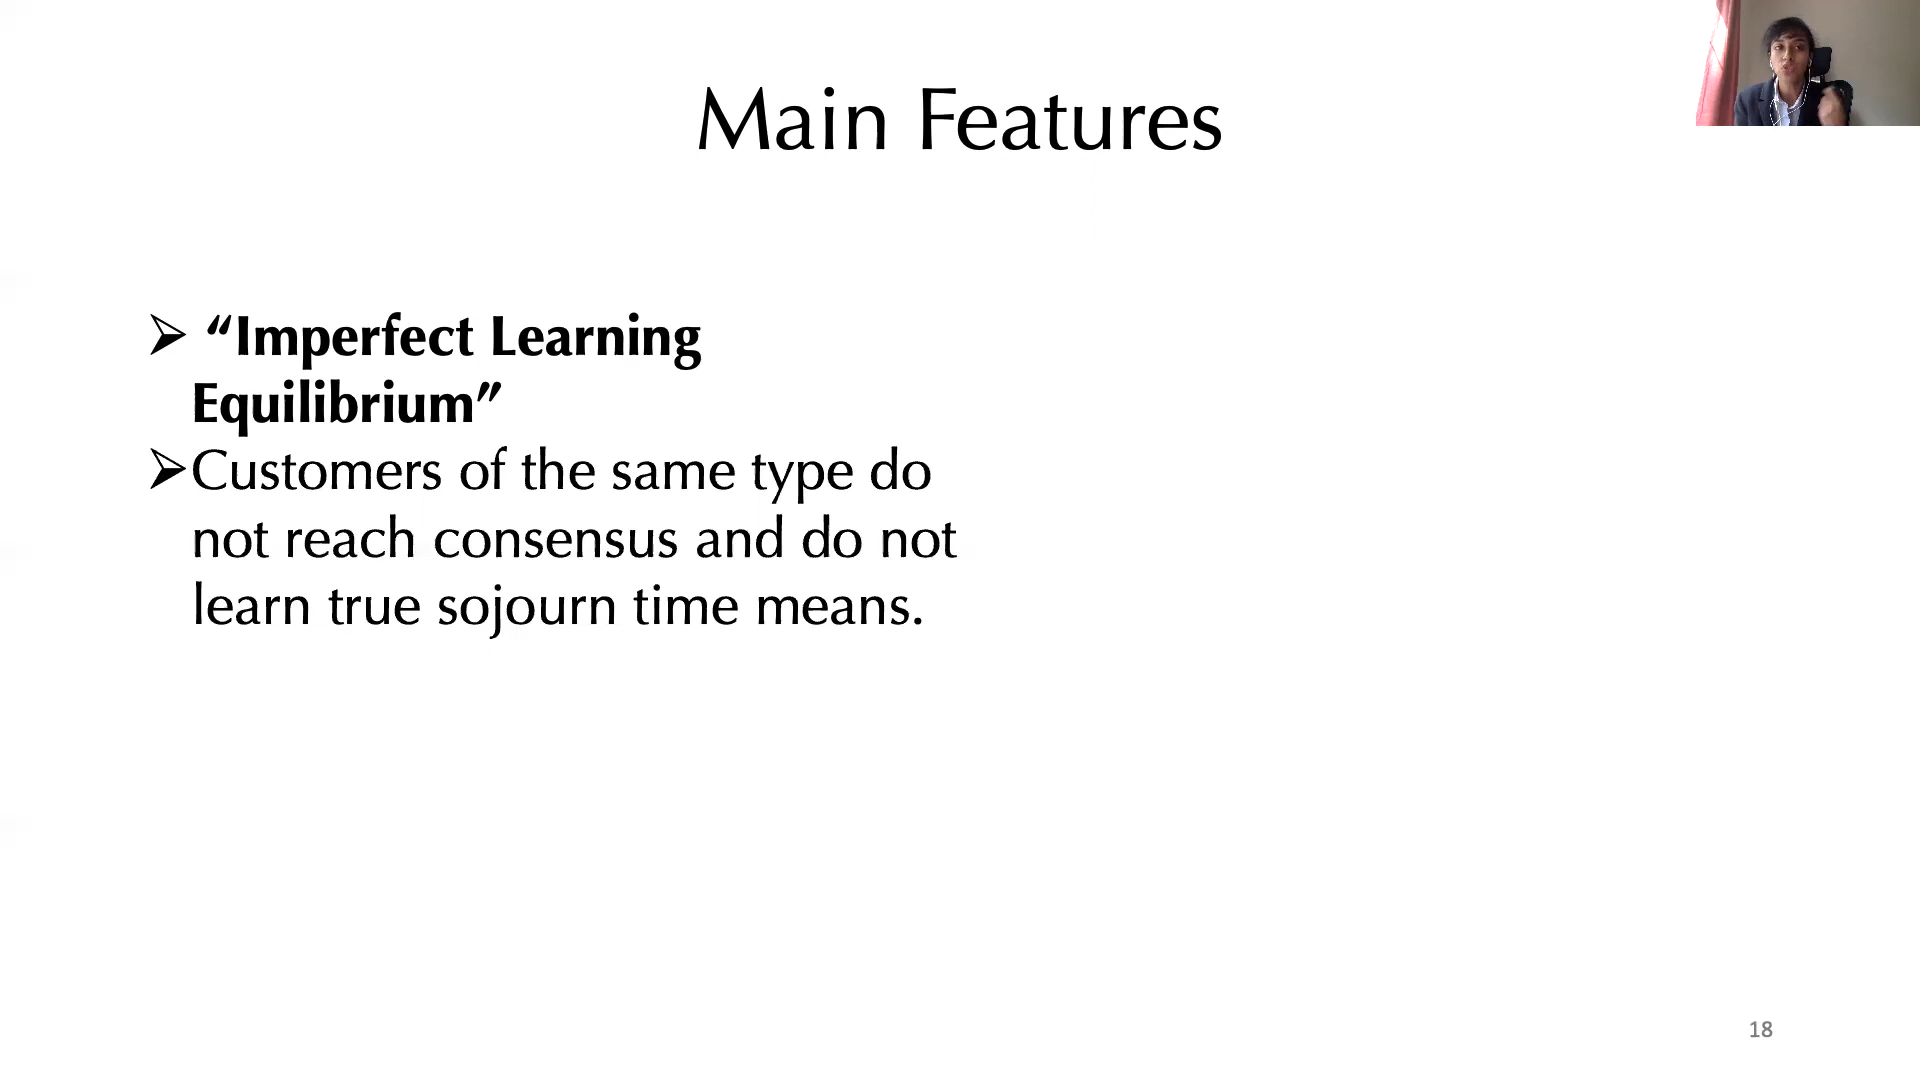 Main Features
➢ “Imperfect Learning
Equilibrium”
➢Customers of the same type do
not reach consensus and do not
learn true sojourn time means.
18